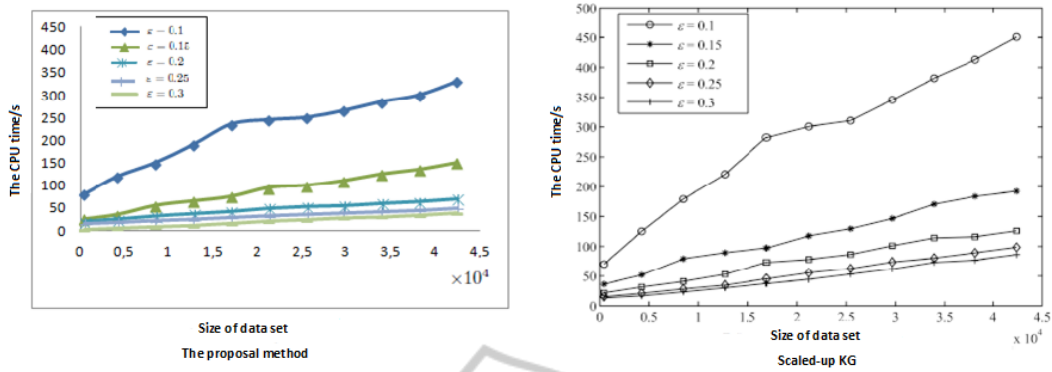 450
400
350
300
250
200
150
100
50
0
The CPU time/s
ε = 0.1
ε = 0.15
ε = 0.2
ε = 0.25
ε = 0.3
0 0,5 1 1,5 2 2,5 3 3,5 4 4,5
×10⁴
Size of data set
The proposal method
500
450
400
350
300
250
200
150
100
50
0
The CPU time/s
ε = 0.1
ε = 0.15
ε = 0.2
ε = 0.25
ε = 0.3
0 0.5 1 1.5 2 2.5 3 3.5 4 4.5
x 10⁴
Size of data set
Scaled-up KG